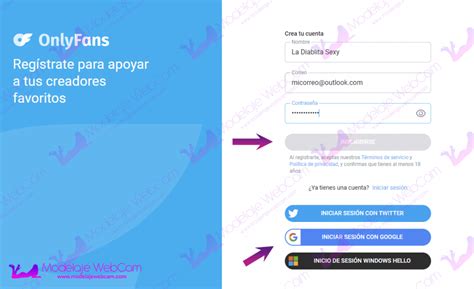 OnlyFans
Regístrate para apoyar
a tus creadores
favoritos
Modelaje WebCam
www.modelajewebcam.com
Crea tu cuenta
Nombre
La Diablita Sexy
Correo
micorreo@outlook.com
Contraseña
************
Al registrarte, aceptas nuestros Términos de servicio y
Política de privacidad, y confirmas que tienes al menos 18
años.
¿Ya tienes una cuenta? Iniciar sesión
INICIAR SESIÓN CON TWITTER
INICIAR SESIÓN CON GOOGLE
INICIO DE SESIÓN WINDOWS HELLO